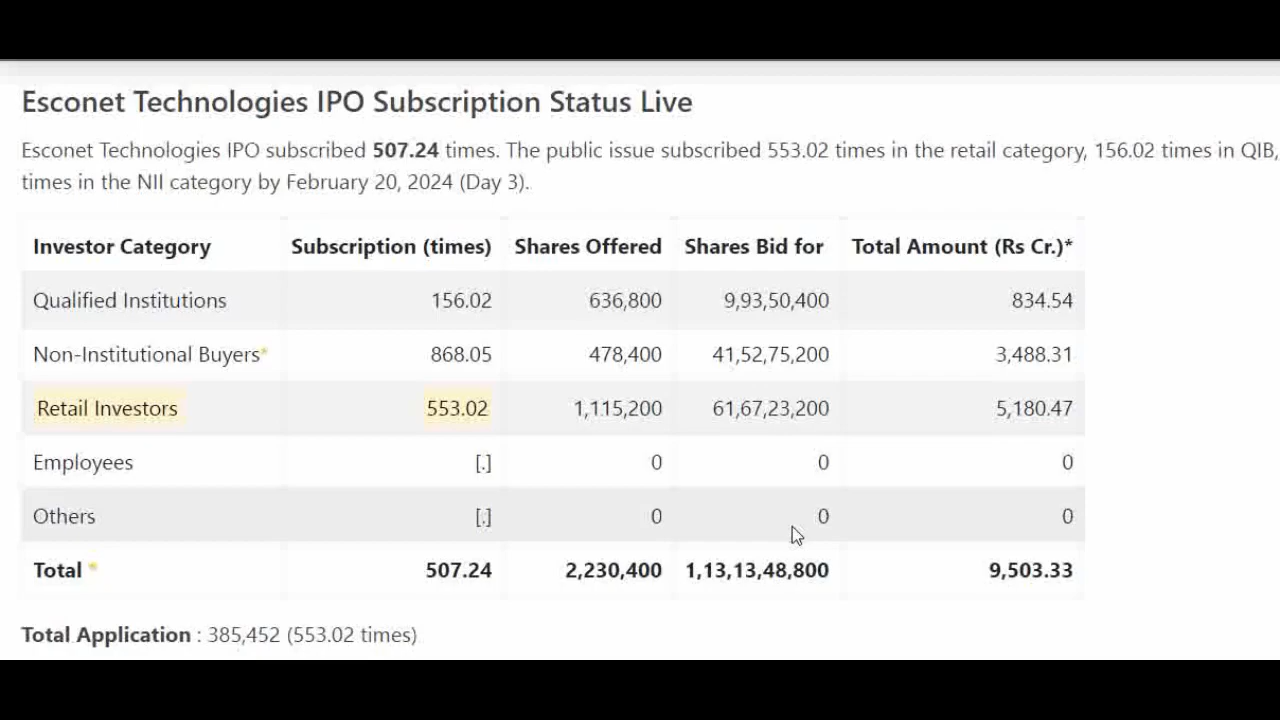 Esconet Technologies IPO Subscription Status Live
Esconet Technologies IPO subscribed 507.24 times. The public issue subscribed 553.02 times in the retail category, 156.02 times in QIB,
times in the NII category by February 20, 2024 (Day 3).
Investor Category Subscription (times) Shares Offered Shares Bid for Total Amount (Rs Cr.)*
Qualified Institutions 156.02 636,800 9,93,50,400 834.54
Non-Institutional Buyers* 868.05 478,400 41,52,75,200 3,488.31
Retail Investors 553.02 1,115,200 61,67,23,200 5,180.47
Employees [.] 0 0 0
Others [.] 0 0 0
Total * 507.24 2,230,400 1,13,13,48,800 9,503.33
Total Application : 385,452 (553.02 times)